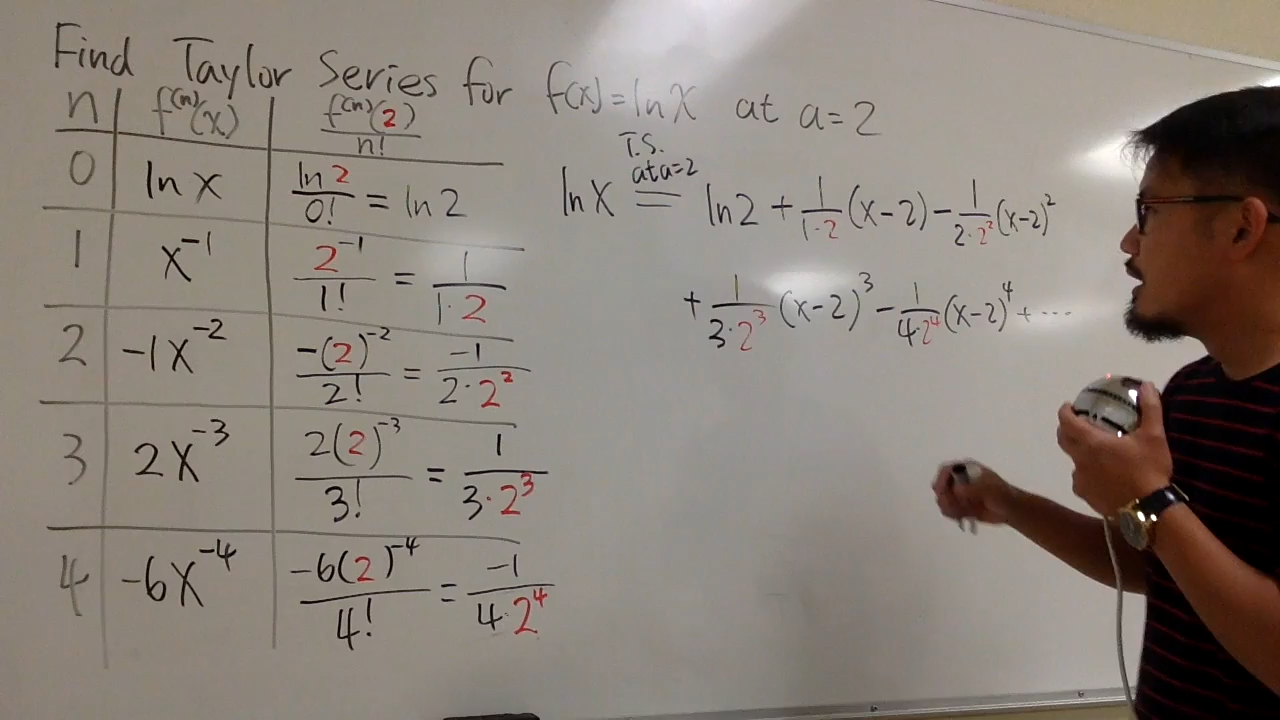 Find Taylor Series for f(x)=lnx at a=2
n | f⁽ⁿ⁾(x) | f⁽ⁿ⁾(2)/n!
0 | ln x | ln 2/0! = ln 2
1 | x⁻¹ | 2⁻¹/1! = 1/(1·2)
2 | -1x⁻² | -(2)⁻²/2! = -1/(2·2²)
3 | 2x⁻³ | 2(2)⁻³/3! = 1/(3·2³)
4 | -6x⁻⁴ | -6(2)⁻⁴/4! = -1/(4·2⁴)
T.S.
at a=2
ln x = ln2 + 1/(1·2) (x-2) - 1/(2·2²) (x-2)²
+ 1/(3·2³) (x-2)³ - 1/(4·2⁴) (x-2)⁴ + ...